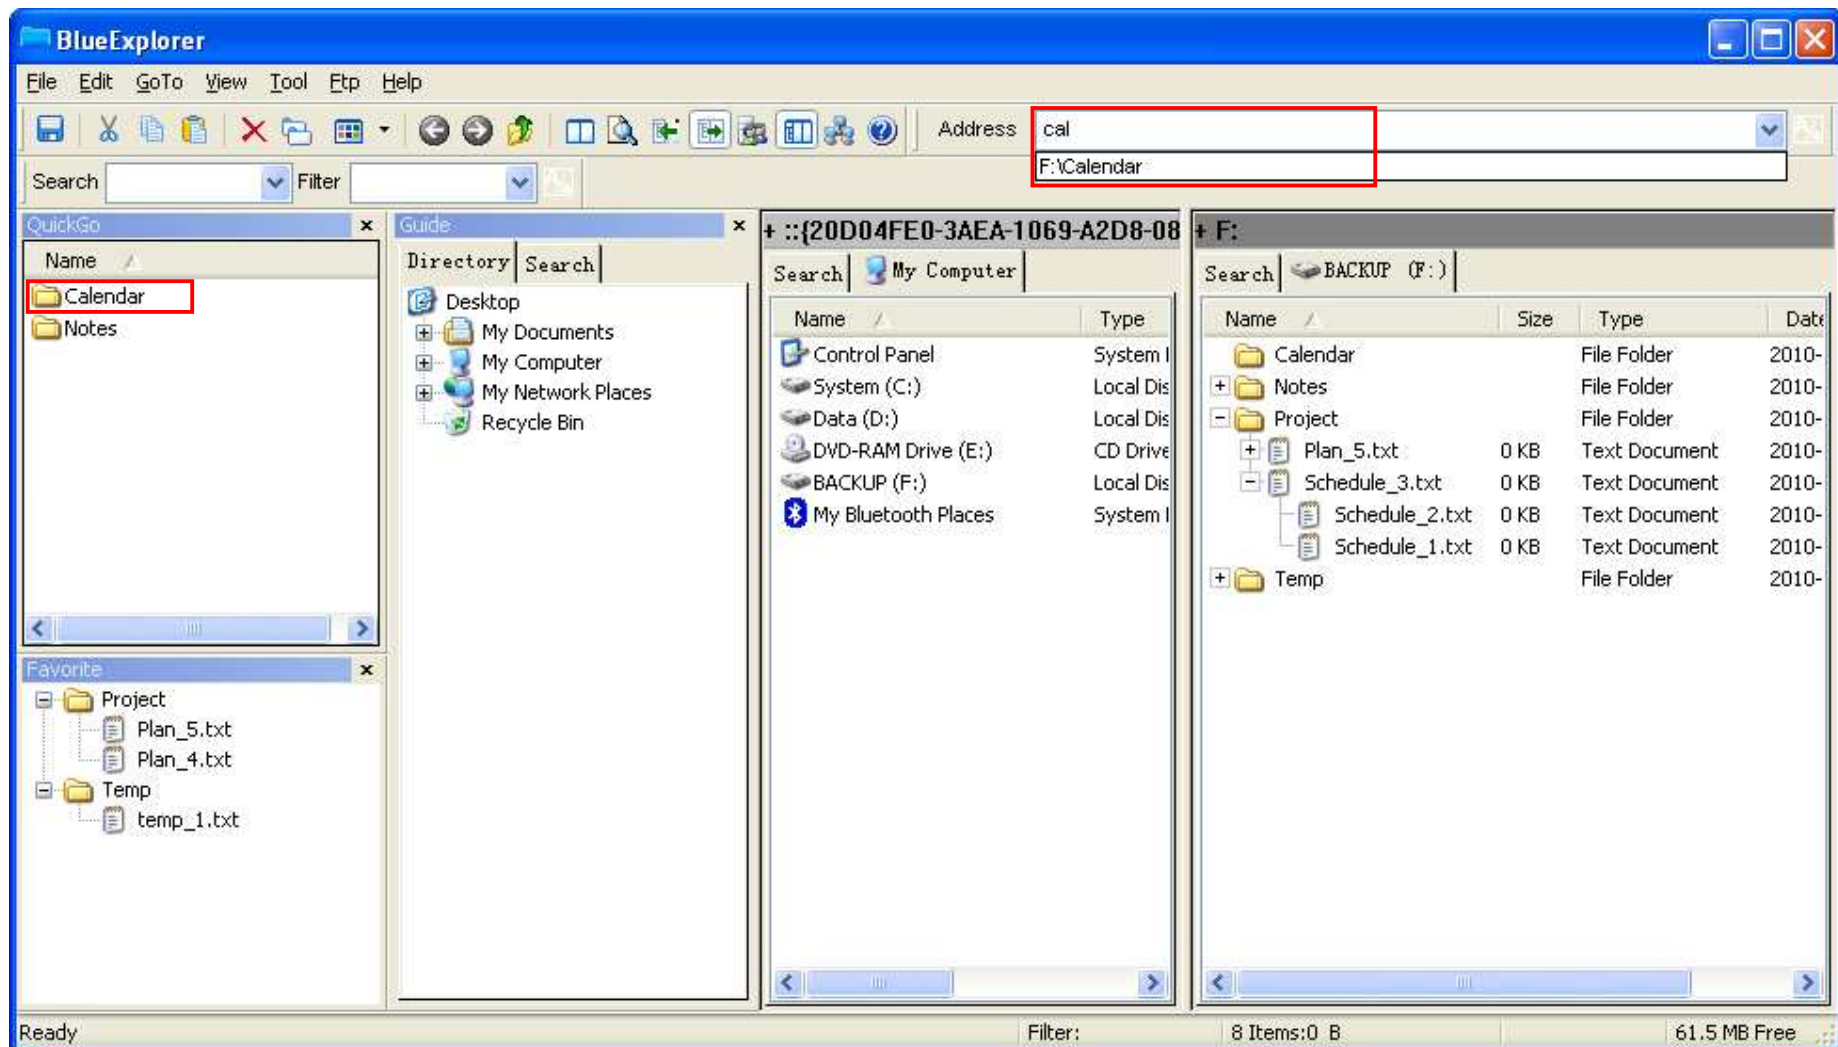 BlueExplorer
File Edit GoTo View Tool Ftp Help
Address cal
F:\Calendar
Search Filter
QuickGo
Name
Calendar
Notes
Favorite
Project
Plan_5.txt
Plan_4.txt
Temp
temp_1.txt
Guide
Directory Search
Desktop
My Documents
My Computer
My Network Places
Recycle Bin
+ ::{20D04FE0-3AEA-1069-A2D8-08
Search My Computer
Name Type
Control Panel System
System (C:) Local Dis
Data (D:) Local Dis
DVD-RAM Drive (E:) CD Drive
BACKUP (F:) Local Dis
My Bluetooth Places System
+ F:
Search BACKUP (F:)
Name Size Type Date
Calendar File Folder 2010-
Notes File Folder 2010-
Project File Folder 2010-
Plan_5.txt 0 KB Text Document 2010-
Schedule_3.txt 0 KB Text Document 2010-
Schedule_2.txt 0 KB Text Document 2010-
Schedule_1.txt 0 KB Text Document 2010-
Temp File Folder 2010-
Ready Filter: 8 Items:0 B 61.5 MB Free